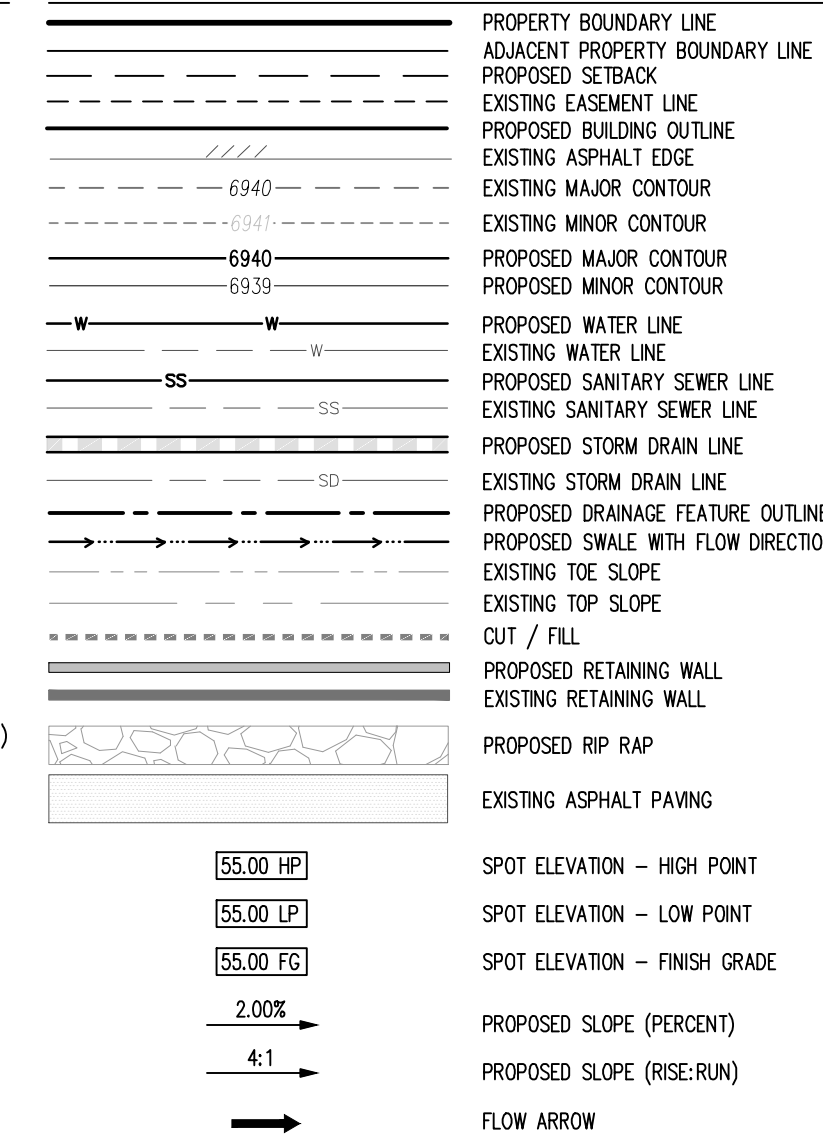 PROPERTY BOUNDARY LINE
ADJACENT PROPERTY BOUNDARY LINE
PROPOSED SETBACK
EXISTING EASEMENT LINE
PROPOSED BUILDING OUTLINE
EXISTING ASPHALT EDGE
6940 EXISTING MAJOR CONTOUR
6941 EXISTING MINOR CONTOUR
6940 PROPOSED MAJOR CONTOUR
6939 PROPOSED MINOR CONTOUR
W W PROPOSED WATER LINE
W EXISTING WATER LINE
SS PROPOSED SANITARY SEWER LINE
SS EXISTING SANITARY SEWER LINE
PROPOSED STORM DRAIN LINE
SD EXISTING STORM DRAIN LINE
PROPOSED DRAINAGE FEATURE OUTLINE
PROPOSED SWALE WITH FLOW DIRECTIO
EXISTING TOE SLOPE
EXISTING TOP SLOPE
CUT / FILL
PROPOSED RETAINING WALL
EXISTING RETAINING WALL
) PROPOSED RIP RAP
EXISTING ASPHALT PAVING
55.00 HP SPOT ELEVATION – HIGH POINT
55.00 LP SPOT ELEVATION – LOW POINT
55.00 FG SPOT ELEVATION – FINISH GRADE
2.00% PROPOSED SLOPE (PERCENT)
4:1 PROPOSED SLOPE (RISE:RUN)
FLOW ARROW